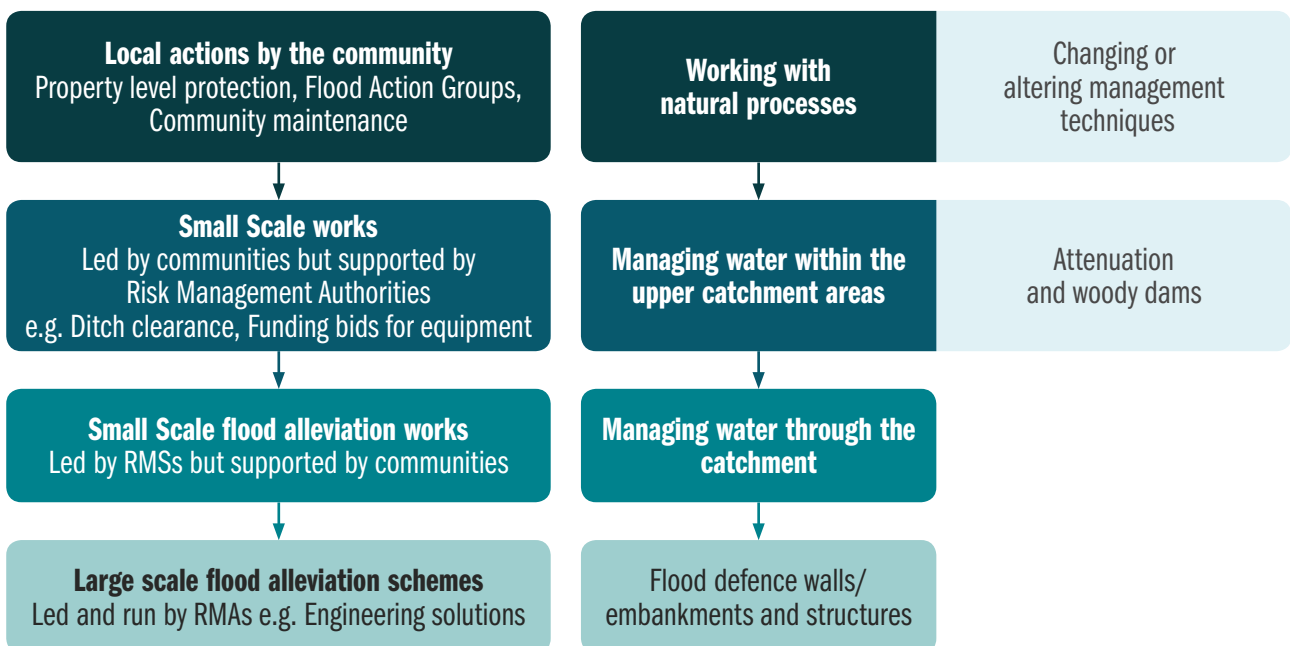 Local actions by the community
Property level protection, Flood Action Groups,
Community maintenance
Working with
natural processes
Changing or
altering management
techniques
Small Scale works
Led by communities but supported by
Risk Management Authorities
e.g. Ditch clearance, Funding bids for equipment
Managing water within the
upper catchment areas
Attenuation
and woody dams
Small Scale flood alleviation works
Led by RMSs but supported by communities
Managing water through the
catchment
Large scale flood alleviation schemes
Led and run by RMAs e.g. Engineering solutions
Flood defence walls/
embankments and structures